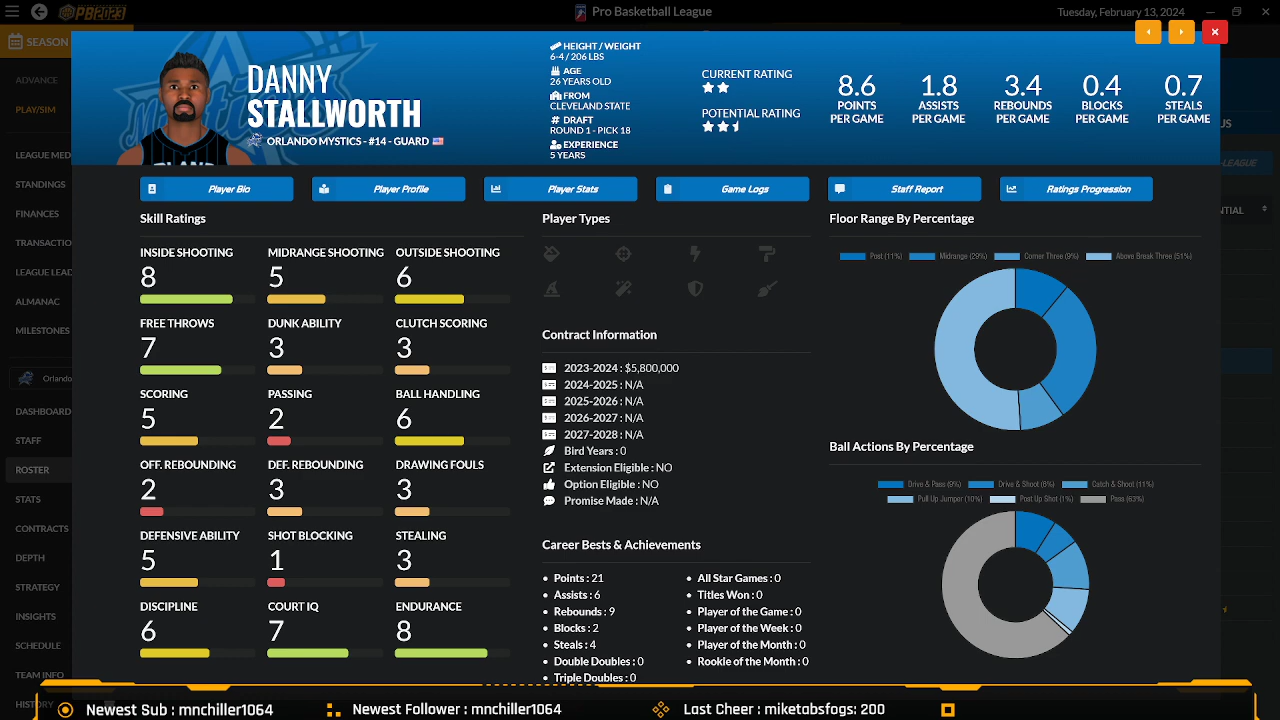 PB2023
Pro Basketball League
Tuesday, February 13, 2024
SEASON
ADVANCE
PLAY/SIM
LEAGUE MED
STANDINGS
FINANCES
TRANSACTIO
LEAGUE LEAD
ALMANAC
MILESTONES
Orlando
DASHBOARD
STAFF
ROSTER
STATS
CONTRACTS
DEPTH
STRATEGY
INSIGHTS
SCHEDULE
TEAM INFO
HISTORY
DANNY
STALLWORTH
ORLANDO MYSTICS - #14 - GUARD
HEIGHT / WEIGHT
6-4 / 206 LBS
AGE
26 YEARS OLD
FROM
CLEVELAND STATE
DRAFT
ROUND 1 - PICK 18
EXPERIENCE
5 YEARS
CURRENT RATING
POTENTIAL RATING
8.6
POINTS
PER GAME
1.8
ASSISTS
PER GAME
3.4
REBOUNDS
PER GAME
0.4
BLOCKS
PER GAME
0.7
STEALS
PER GAME
US
LEAGUE
NTIAL
Player Bio
Player Profile
Player Stats
Game Logs
Staff Report
Ratings Progression
Skill Ratings
INSIDE SHOOTING
8
MIDRANGE SHOOTING
5
OUTSIDE SHOOTING
6
FREE THROWS
7
DUNK ABILITY
3
CLUTCH SCORING
3
SCORING
5
PASSING
2
BALL HANDLING
6
OFF. REBOUNDING
2
DEF. REBOUNDING
3
DRAWING FOULS
3
DEFENSIVE ABILITY
5
SHOT BLOCKING
1
STEALING
3
DISCIPLINE
6
COURT IQ
7
ENDURANCE
8
Player Types
Contract Information
2023-2024 : $5,800,000
2024-2025 : N/A
2025-2026 : N/A
2026-2027 : N/A
2027-2028 : N/A
Bird Years : 0
Extension Eligible : NO
Option Eligible : NO
Promise Made : N/A
Career Bests & Achievements
Points : 21
Assists : 6
Rebounds : 9
Blocks : 2
Steals : 4
Double Doubles : 0
Triple Doubles : 0
All Star Games : 0
Titles Won : 0
Player of the Game : 0
Player of the Week : 0
Player of the Month : 0
Rookie of the Month : 0
Floor Range By Percentage
Post (11%) Midrange (29%) Corner Three (9%) Above Break Three (51%)
Ball Actions By Percentage
Drive & Pass (9%) Drive & Shoot (6%) Catch & Shoot (11%)
Pull Up Jumper (10%) Post Up Shot (1%) Pass (63%)
Newest Sub : mnchiller1064
Newest Follower : mnchiller1064
Last Cheer : miketabsfogs: 200